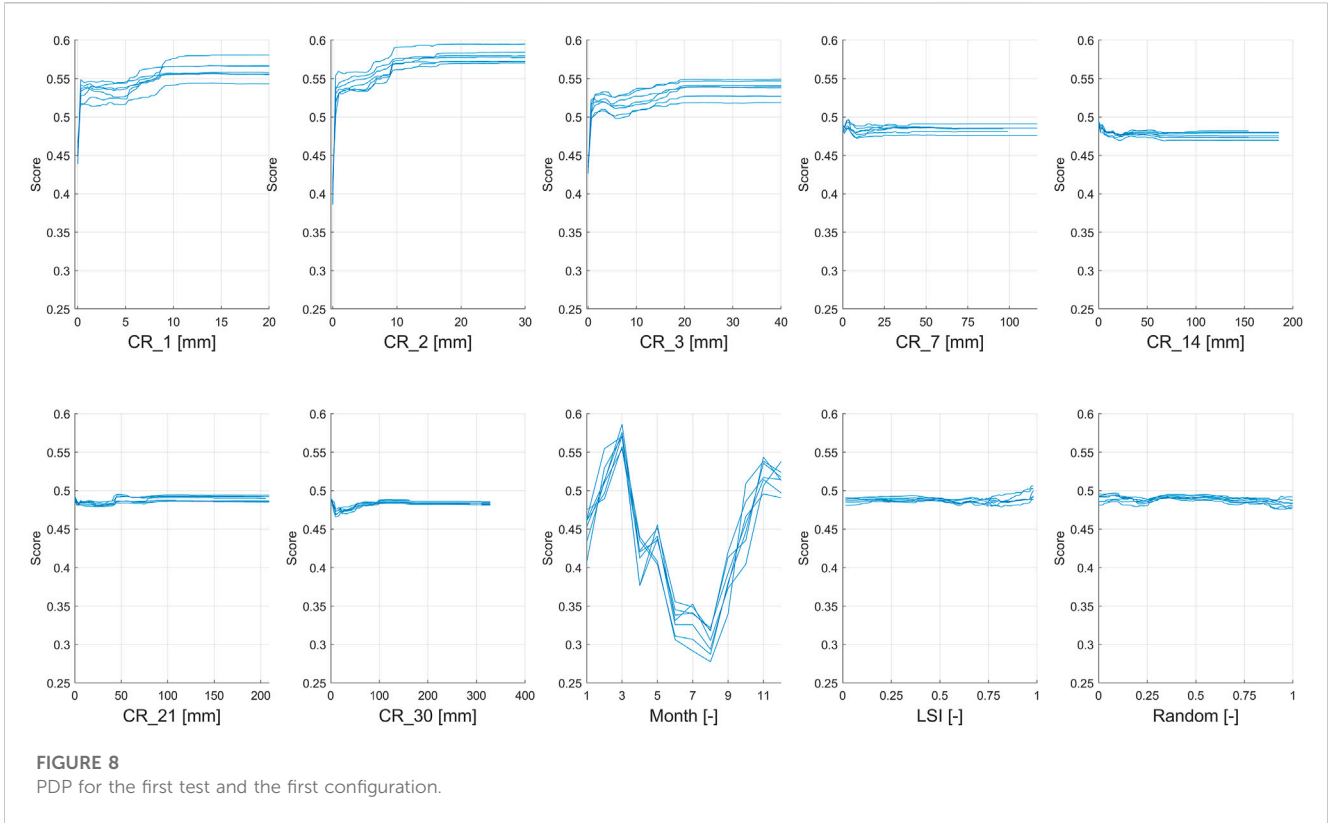 0.6 0.6 0.6 0.6 0.6
0.55 0.55 0.55 0.55 0.55
0.5 0.5 0.5 0.5 0.5
0.45 0.45 0.45 0.45 0.45
Score Score Score Score Score
0.4 0.4 0.4 0.4 0.4
0.35 0.35 0.35 0.35 0.35
0.3 0.3 0.3 0.3 0.3
0.25 0.25 0.25 0.25 0.25
0 5 10 15 20 0 10 20 30 0 10 20 30 40 0 25 50 75 100 0 50 100 150 200
CR_1 [mm] CR_2 [mm] CR_3 [mm] CR_7 [mm] CR_14 [mm]
0.6 0.6 0.6 0.6 0.6
0.55 0.55 0.55 0.55 0.55
0.5 0.5 0.5 0.5 0.5
0.45 0.45 0.45 0.45 0.45
Score Score Score Score Score
0.4 0.4 0.4 0.4 0.4
0.35 0.35 0.35 0.35 0.35
0.3 0.3 0.3 0.3 0.3
0.25 0.25 0.25 0.25 0.25
0 50 100 150 200 0 100 200 300 400 1 3 5 7 9 11 0 0.25 0.5 0.75 1 0 0.25 0.5 0.75 1
CR_21 [mm] CR_30 [mm] Month [-] LSI [-] Random [-]
FIGURE 8
PDP for the first test and the first configuration.